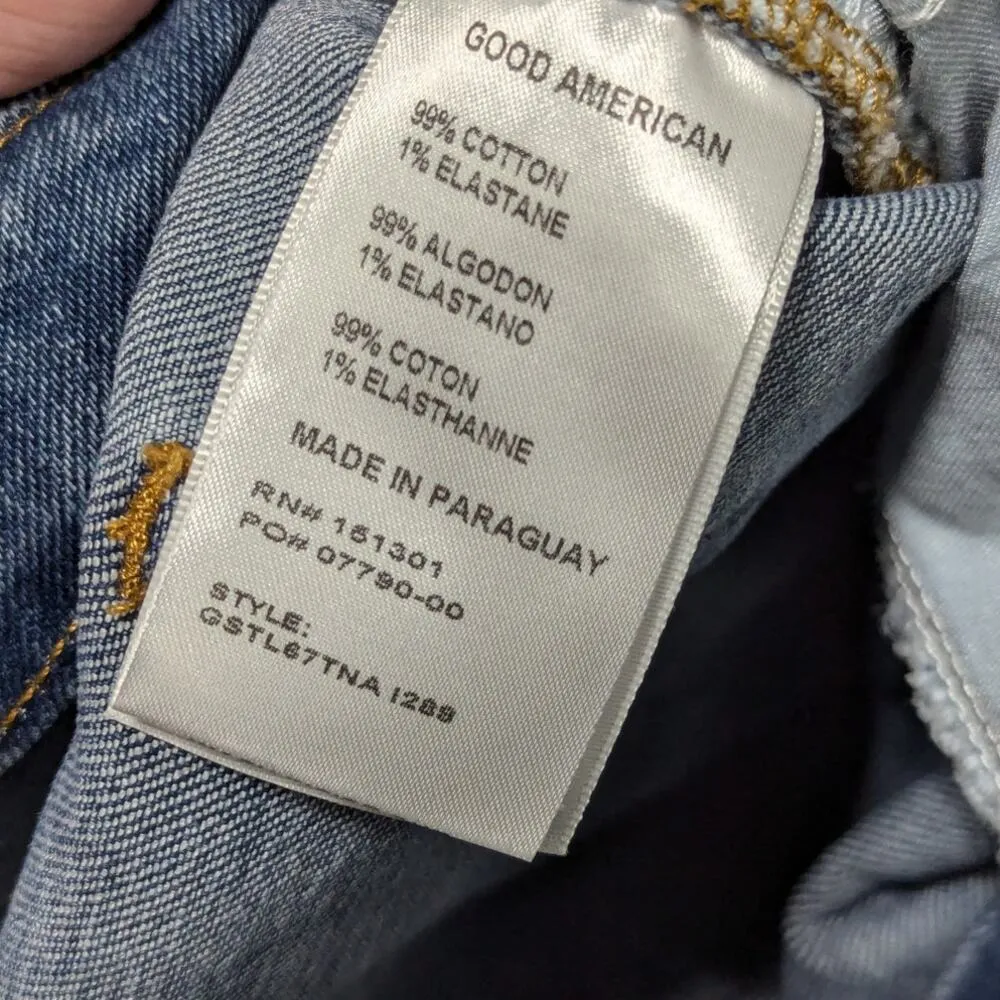 GOOD AMERICAN
99% COTTON
1% ELASTANE
99% ALGODON
1% ELASTANO
99% COTON
1% ELASTHANNE
MADE IN PARAGUAY
RN# 151301
PO# 07790-00
STYLE:
GSTL67TNA I289